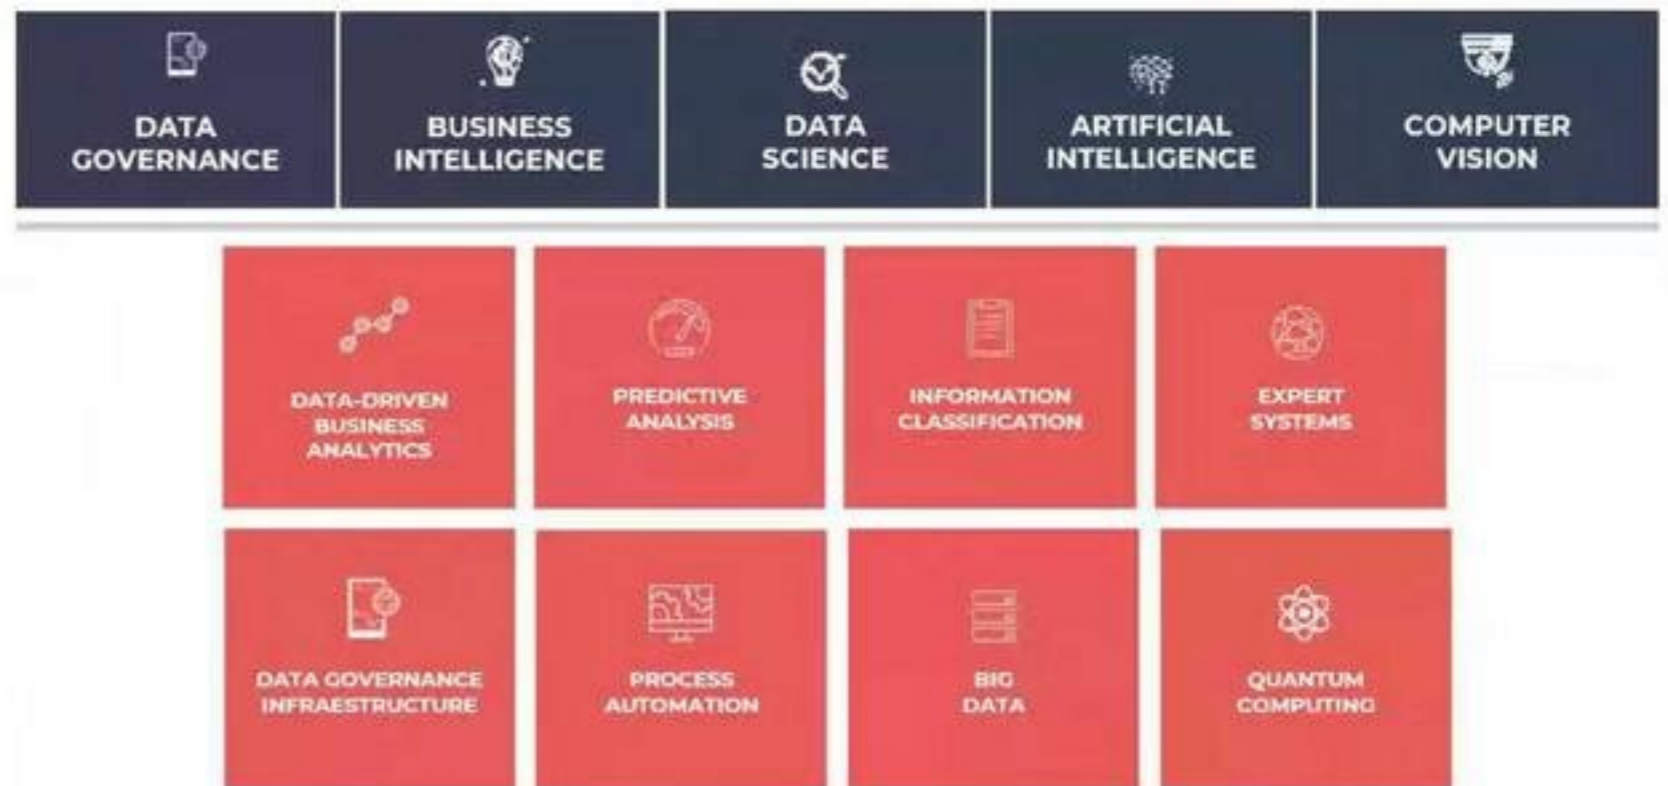 DATA
GOVERNANCE
BUSINESS
INTELLIGENCE
DATA
SCIENCE
ARTIFICIAL
INTELLIGENCE
COMPUTER
VISION
DATA-DRIVEN
BUSINESS
ANALYTICS
PREDICTIVE
ANALYSIS
INFORMATION
CLASSIFICATION
EXPERT
SYSTEMS
DATA GOVERNANCE
INFRAESTRUCTURE
PROCESS
AUTOMATION
BIG
DATA
QUANTUM
COMPUTING